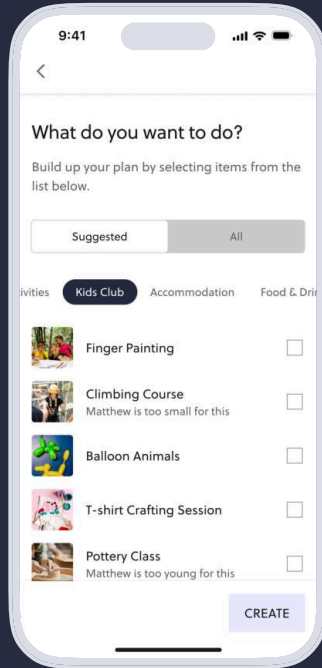 9:41
What do you want to do?
Build up your plan by selecting items from the
list below.
Suggested All
ivities Kids Club Accommodation Food & Dri
Finger Painting
Climbing Course
Matthew is too small for this
Balloon Animals
T-shirt Crafting Session
Pottery Class
Matthew is too young for this
CREATE